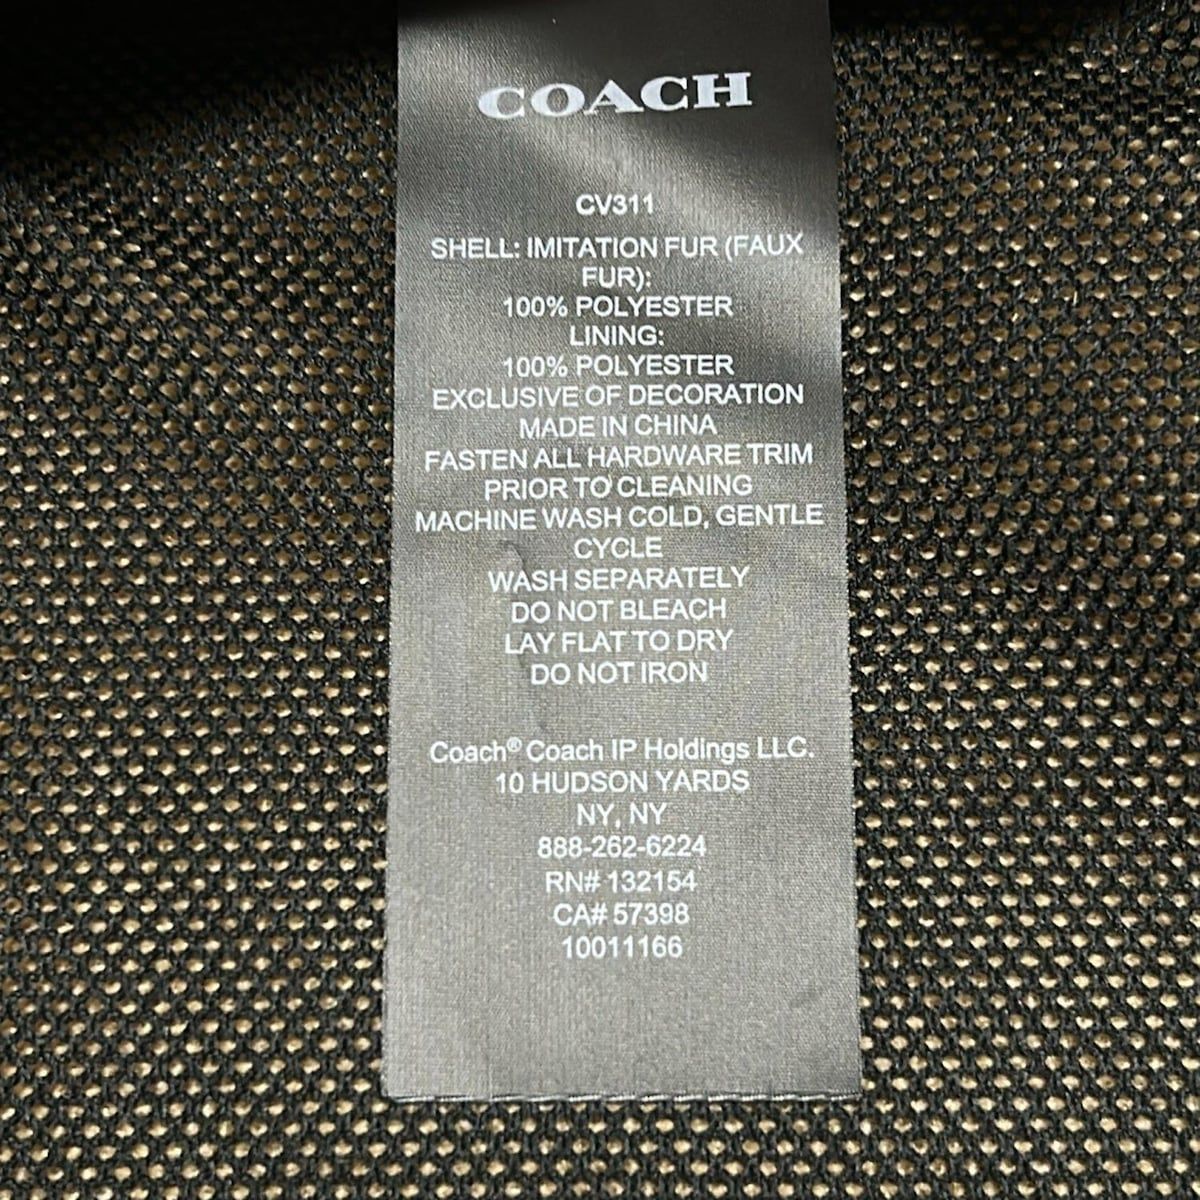 COACH
CV311
SHELL: IMITATION FUR (FAUX
FUR):
100% POLYESTER
LINING:
100% POLYESTER
EXCLUSIVE OF DECORATION
MADE IN CHINA
FASTEN ALL HARDWARE TRIM
PRIOR TO CLEANING
MACHINE WASH COLD, GENTLE
CYCLE
WASH SEPARATELY
DO NOT BLEACH
LAY FLAT TO DRY
DO NOT IRON
Coach® Coach IP Holdings LLC.
10 HUDSON YARDS
NY, NY
888-262-6224
RN# 132154
CA# 57398
10011166